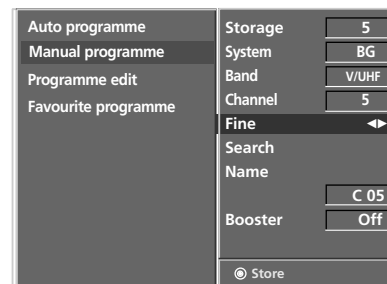 Auto programme
Manual programme
Programme edit
Favourite programme
Storage 5
System BG
Band V/UHF
Channel 5
Fine ◀▶
Search
Name
C 05
Booster Off
◉ Store